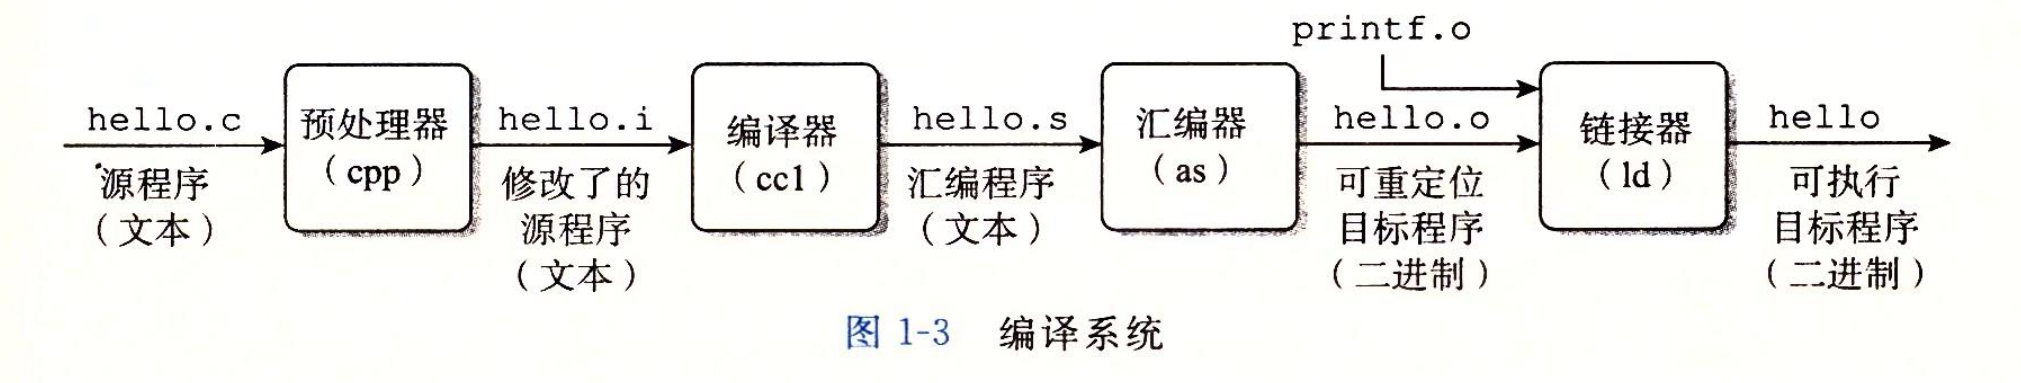 printf.o
hello.c
预处理器
(cpp)
hello.i
编译器
(cc1)
hello.s
汇编器
(as)
hello.o
链接器
(ld)
hello
源程序
(文本)
修改了的
源程序
(文本)
汇编程序
(文本)
可重定位
目标程序
(二进制)
可执行
目标程序
(二进制)
图 1-3 编译系统